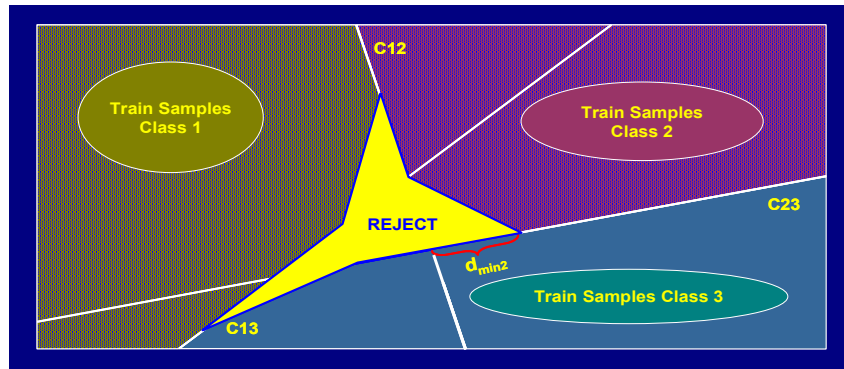 C12
Train Samples
Class 1
Train Samples
Class 2
C23
REJECT
dmin2
Train Samples Class 3
C13